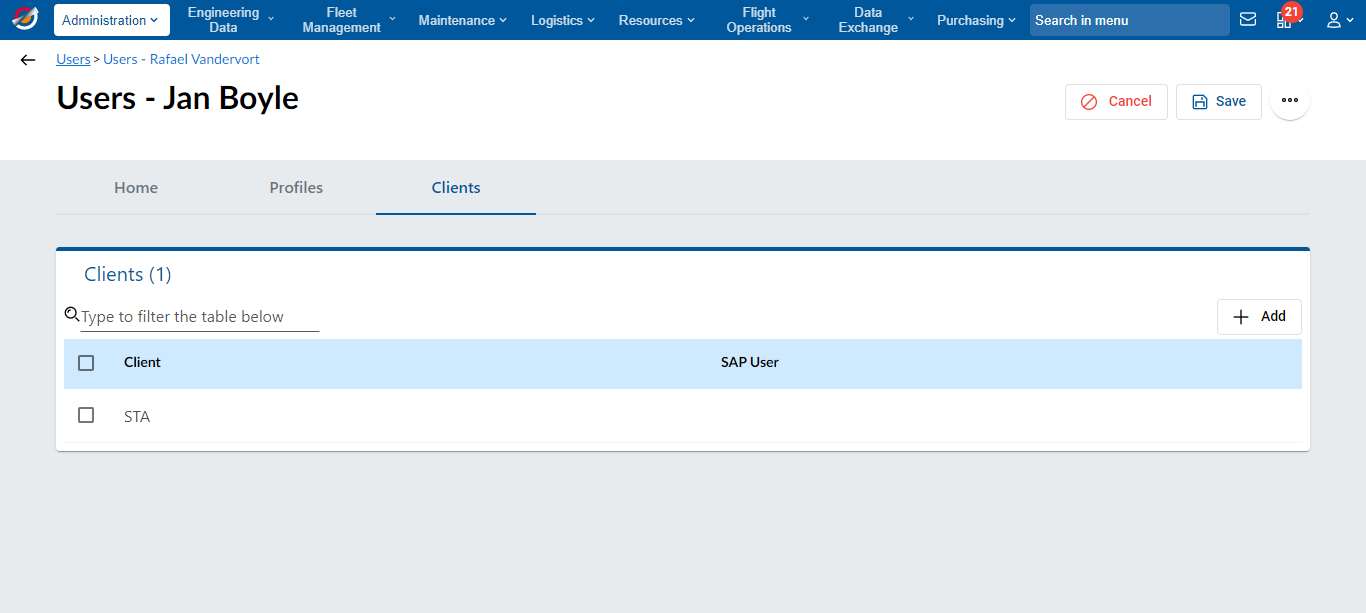 Administration
Engineering
Data
Fleet
Management
Maintenance
Logistics
Resources
Flight
Operations
Data
Exchange
Purchasing
Search in menu
21
Users > Users - Rafael Vandervort
Users - Jan Boyle
Cancel
Save
Home
Profiles
Clients
Clients (1)
Type to filter the table below
Add
Client
SAP User
STA